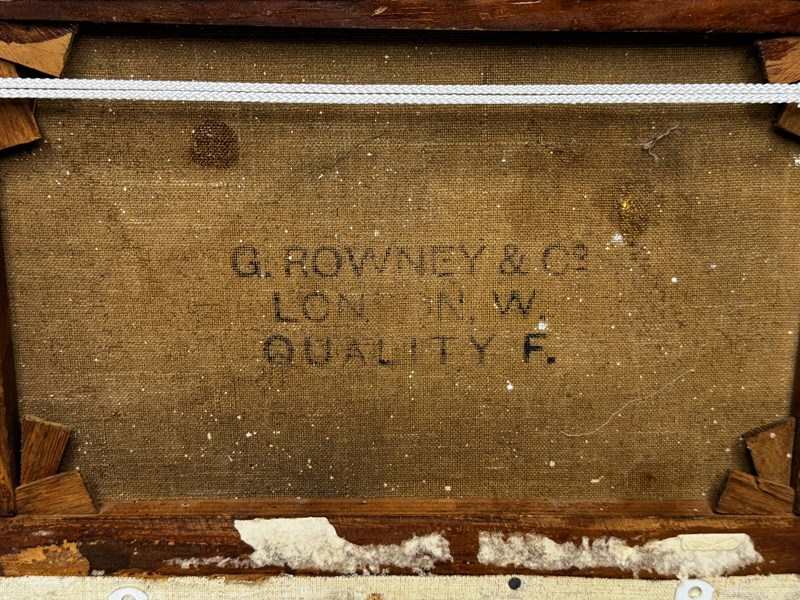 G. ROWNEY & Cº
LONDON, W.
QUALITY F.